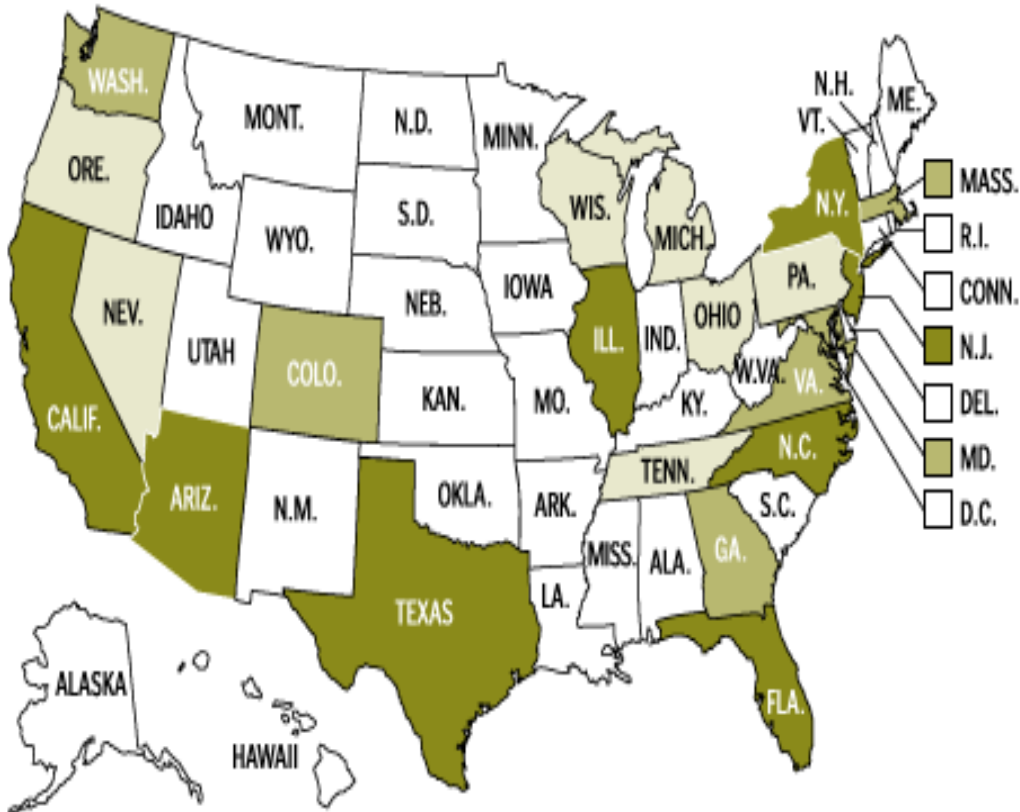 WASH.
MONT.
N.D.
MINN.
N.H.
ME.
VT.
ORE.
IDAHO
WYO.
S.D.
WIS.
MICH.
N.Y.
MASS.
R.I.
CONN.
N.J.
DEL.
MD.
D.C.
NEV.
UTAH
COLO.
NEB.
IOWA
ILL.
IND.
OHIO
PA.
W.VA.
VA.
CALIF.
KAN.
MO.
KY.
N.C.
TENN.
ARIZ.
N.M.
OKLA.
ARK.
S.C.
MISS.
ALA.
GA.
TEXAS
LA.
FLA.
ALASKA
HAWAII